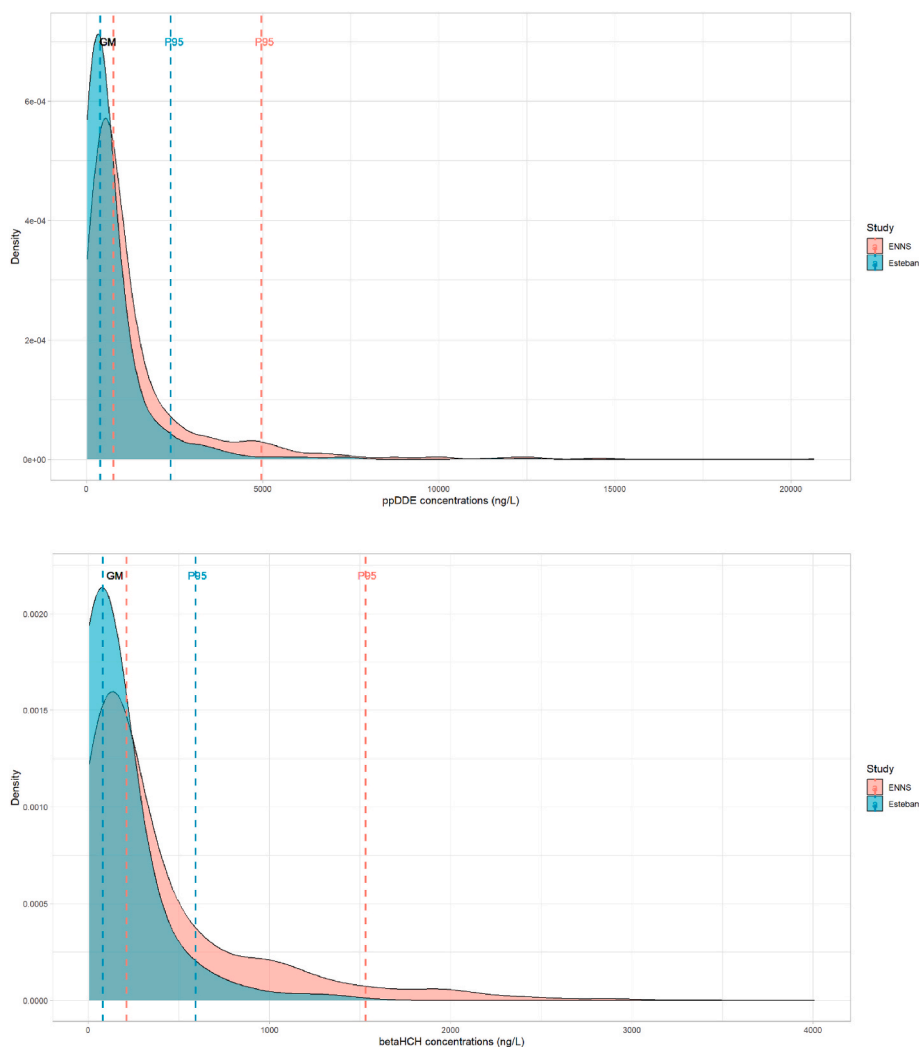 GM P95 P95
6e-04
4e-04
2e-04
0e+00
Density
0 5000 10000 15000 20000
ppDDE concentrations (ng/L)
Study
ENNS
Esteban
GM P95 P95
0.0020
0.0015
0.0010
0.0005
0.0000
Density
0 1000 2000 3000 4000
betaHCH concentrations (ng/L)
Study
ENNS
Esteban